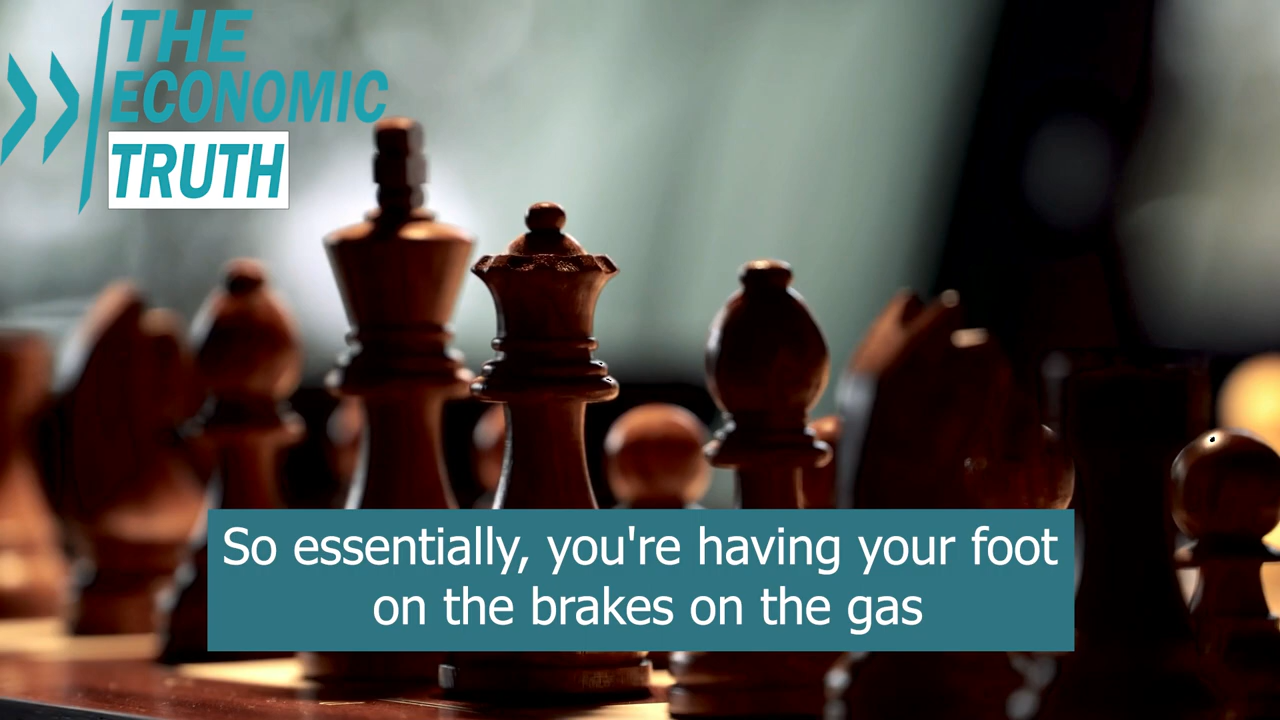 THE
ECONOMIC
TRUTH
So essentially, you're having your foot
on the brakes on the gas